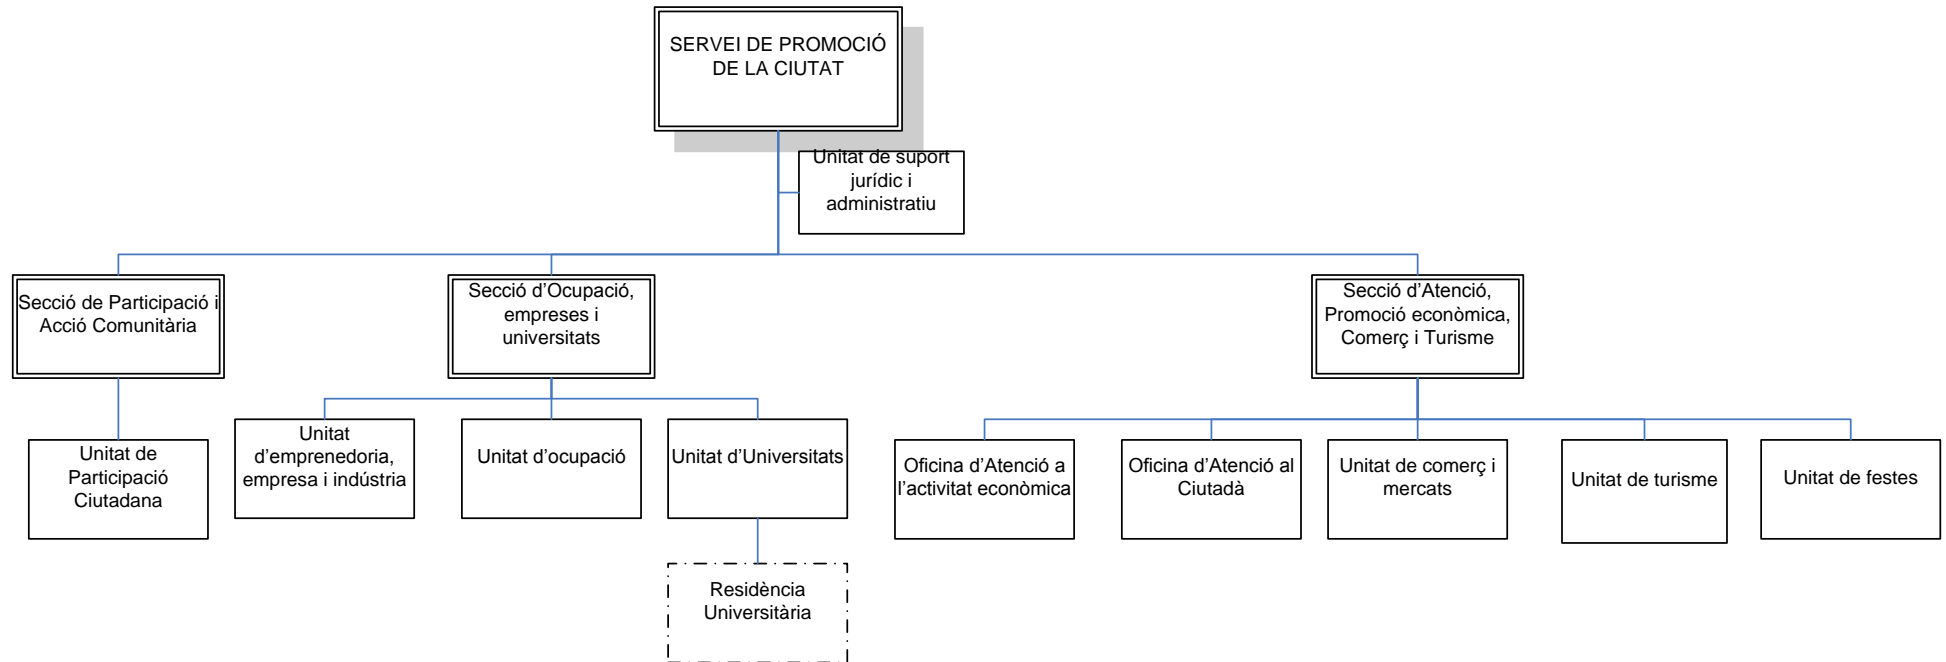 SERVEI DE PROMOCIÓ
DE LA CIUTAT
Unitat de suport
jurídic i
administratiu
Secció de Participació i
Acció Comunitària
Secció d’Ocupació,
empreses i
universitats
Secció d’Atenció,
Promoció econòmica,
Comerç i Turisme
Unitat de
Participació
Ciutadana
Unitat
d’emprenedoria,
empresa i indústria
Unitat d’ocupació
Unitat d’Universitats
Oficina d’Atenció a
l’activitat econòmica
Oficina d’Atenció al
Ciutadà
Unitat de comerç i
mercats
Unitat de turisme
Unitat de festes
Residència
Universitària